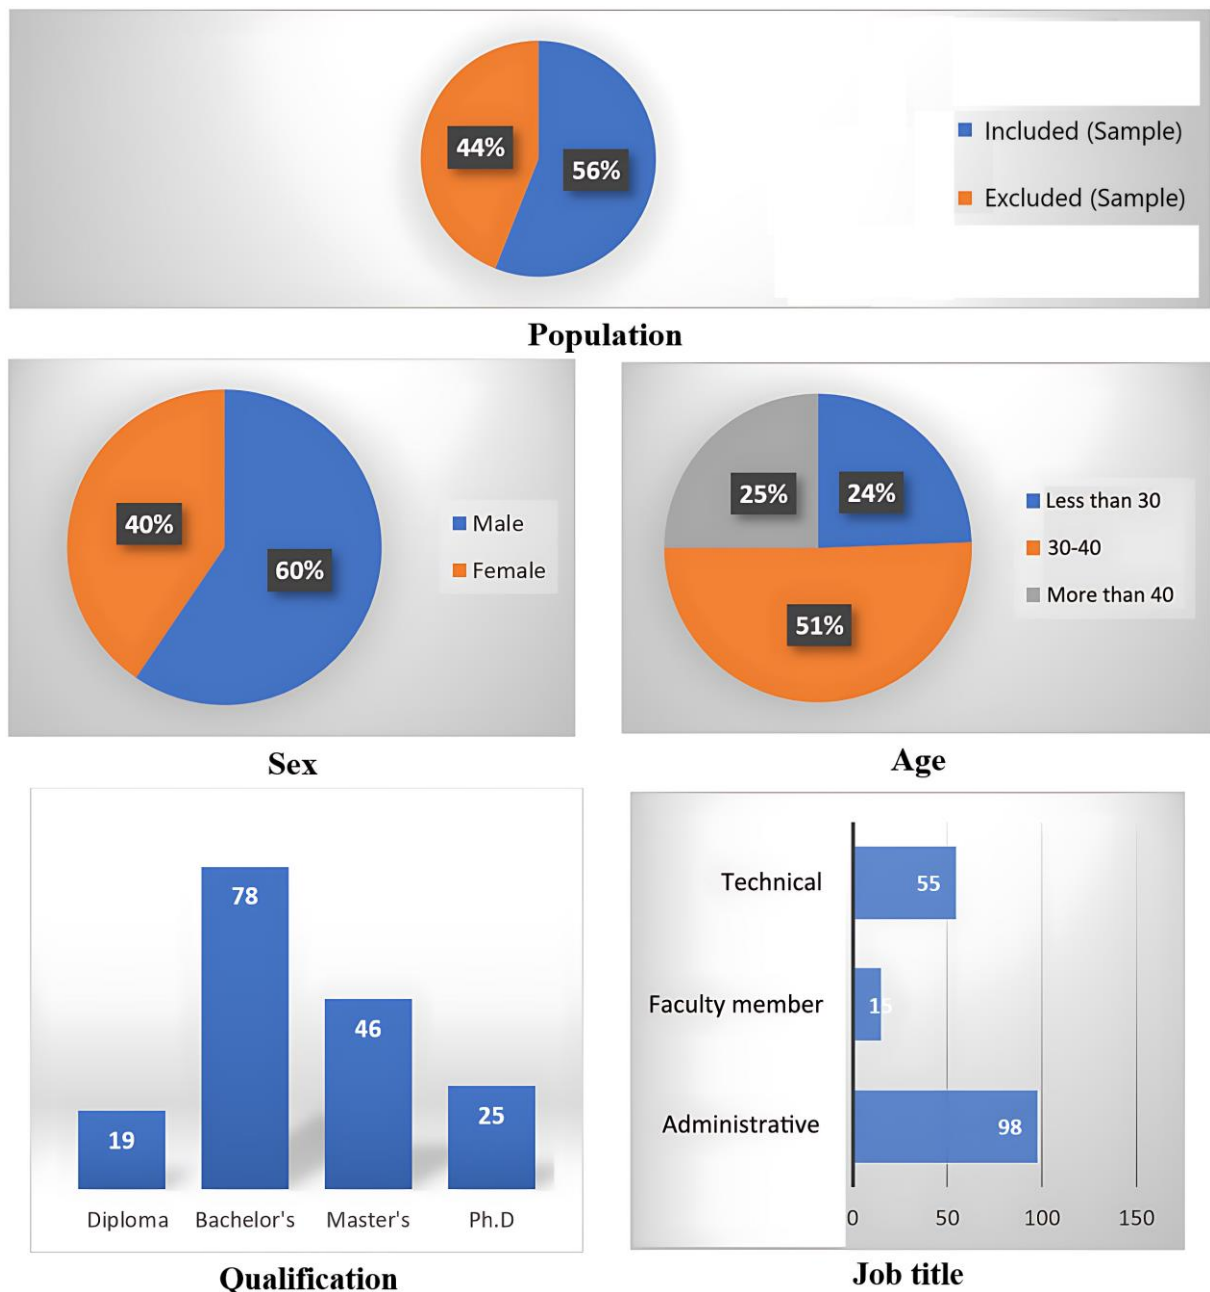 44%
56%
Included (Sample)
Excluded (Sample)
Population
40%
60%
Male
Female
Sex
25%
24%
51%
Less than 30
30-40
More than 40
Age
78
46
25
19
Diploma Bachelor's Master's Ph.D
Qualification
Technical 55
Faculty member 15
Administrative 98
0 50 100 150
Job title